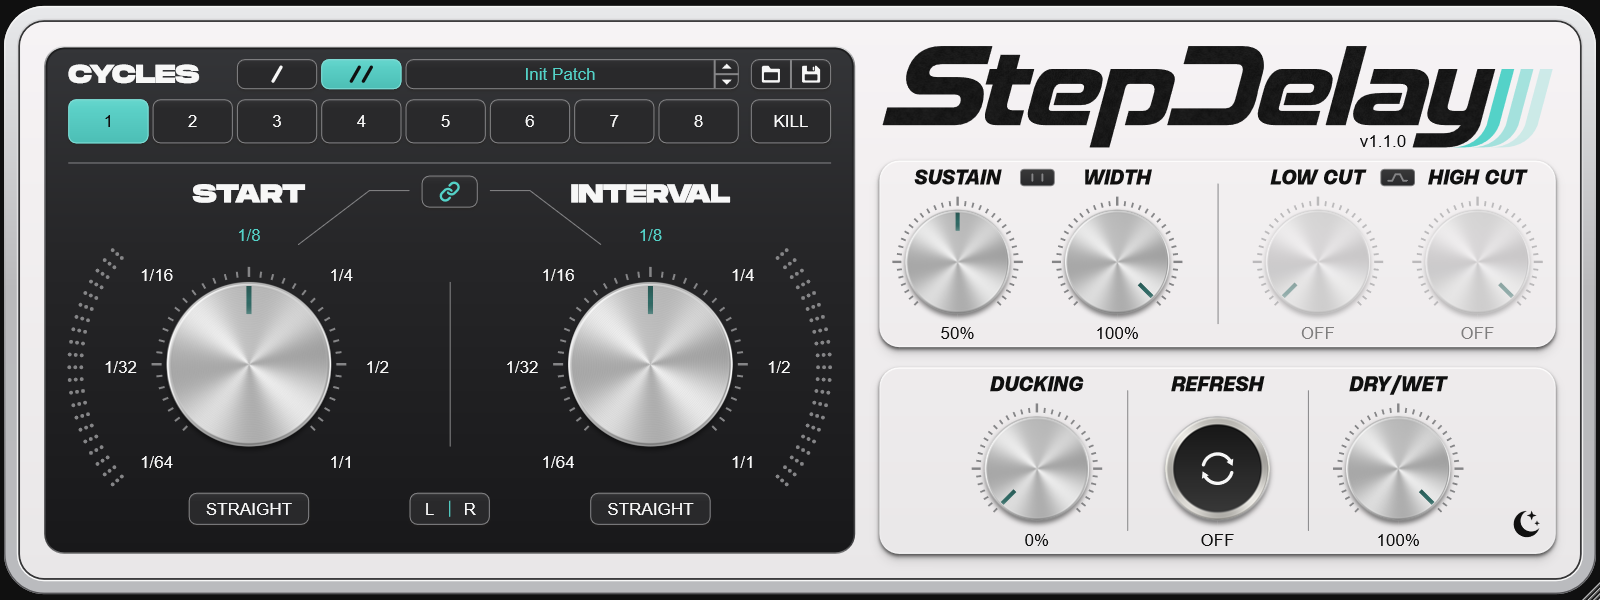 CYCLES
/
//
Init Patch
1
2
3
4
5
6
7
8
KILL
START
INTERVAL
1/8
1/16
1/4
1/32
1/2
1/64
1/1
STRAIGHT
1/8
1/16
1/4
1/32
1/2
1/64
1/1
STRAIGHT
L | R
StepDelay
v1.1.0
SUSTAIN
WIDTH
LOW CUT
HIGH CUT
50%
100%
OFF
OFF
DUCKING
REFRESH
DRY/WET
0%
OFF
100%